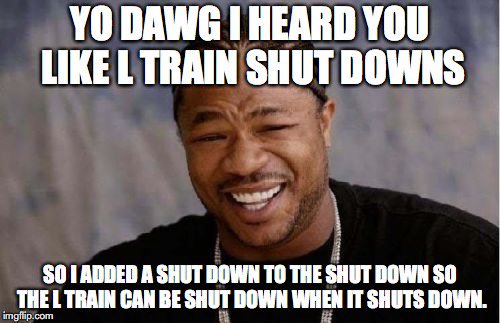 YO DAWG I HEARD YOU
LIKE L TRAIN SHUT DOWNS
SO I ADDED A SHUT DOWN TO THE SHUT DOWN SO
THE L TRAIN CAN BE SHUT DOWN WHEN IT SHUTS DOWN.
imgflip.com